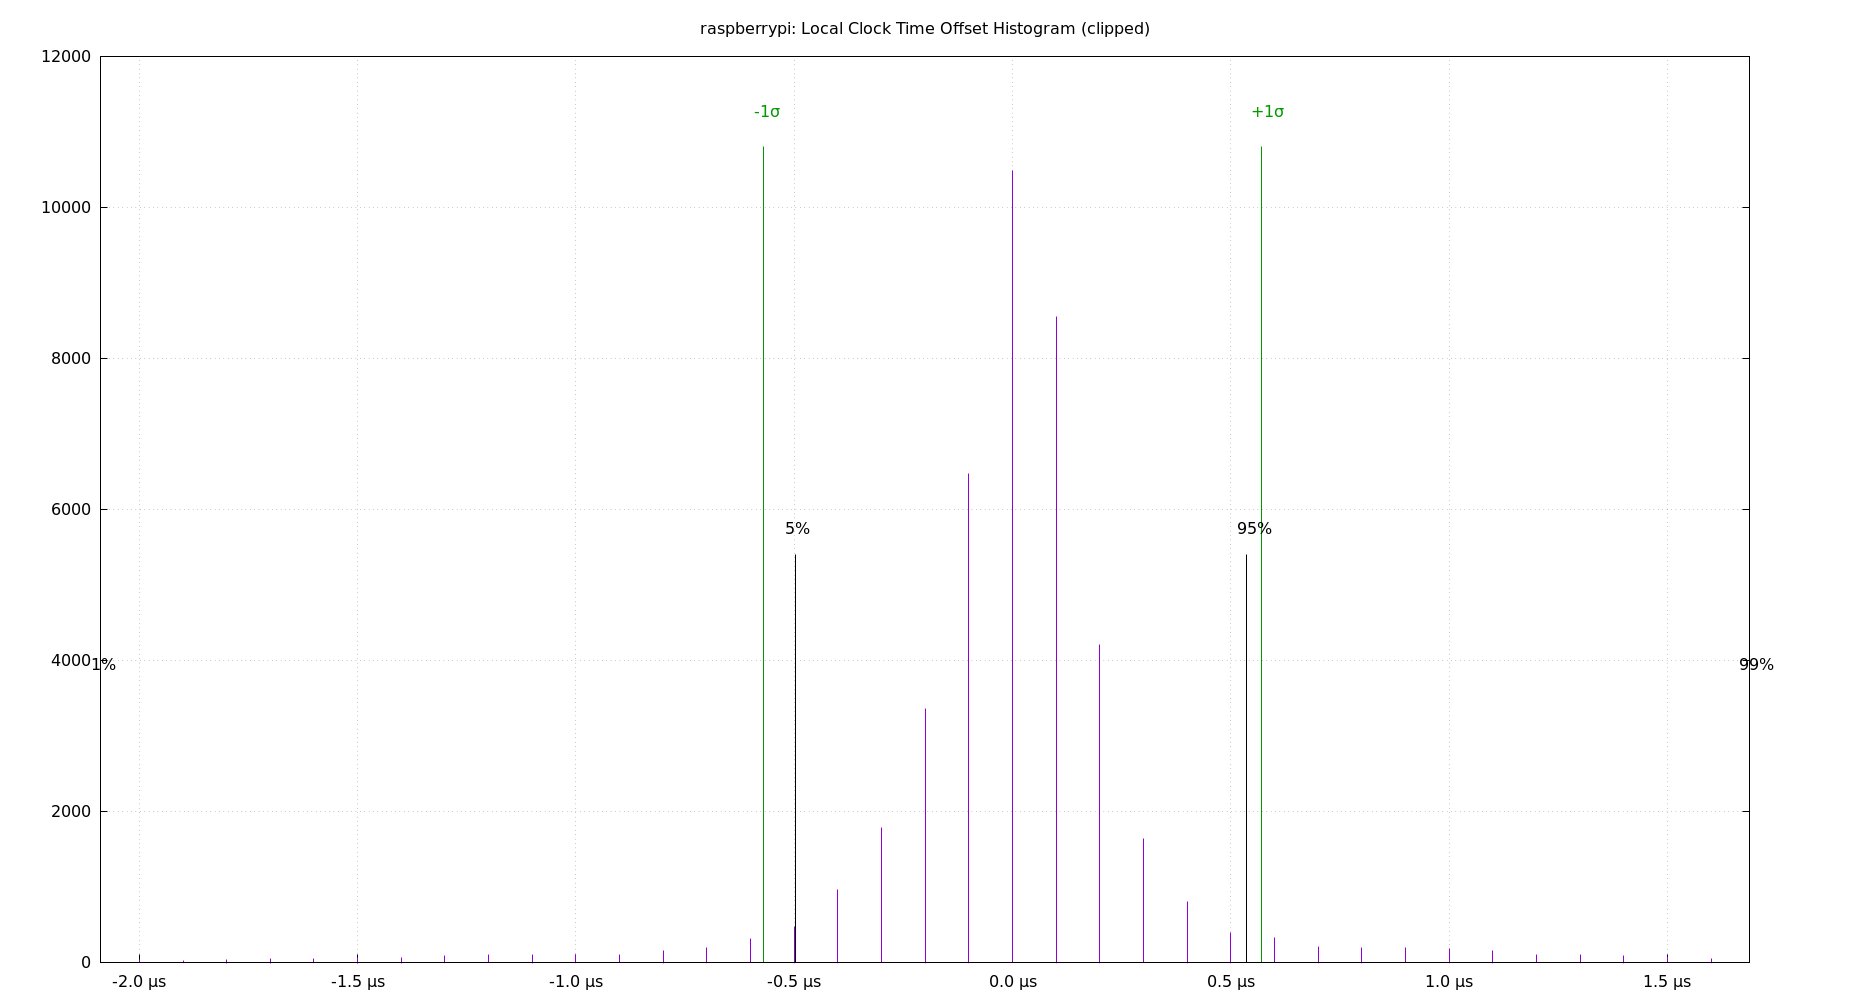 raspberrypi: Local Clock Time Offset Histogram (clipped)
12000
-1σ +1σ
10000
8000
6000
5% 95%
4000 1% 99%
2000
0
-2.0 µs -1.5 µs -1.0 µs -0.5 µs 0.0 µs 0.5 µs 1.0 µs 1.5 µs